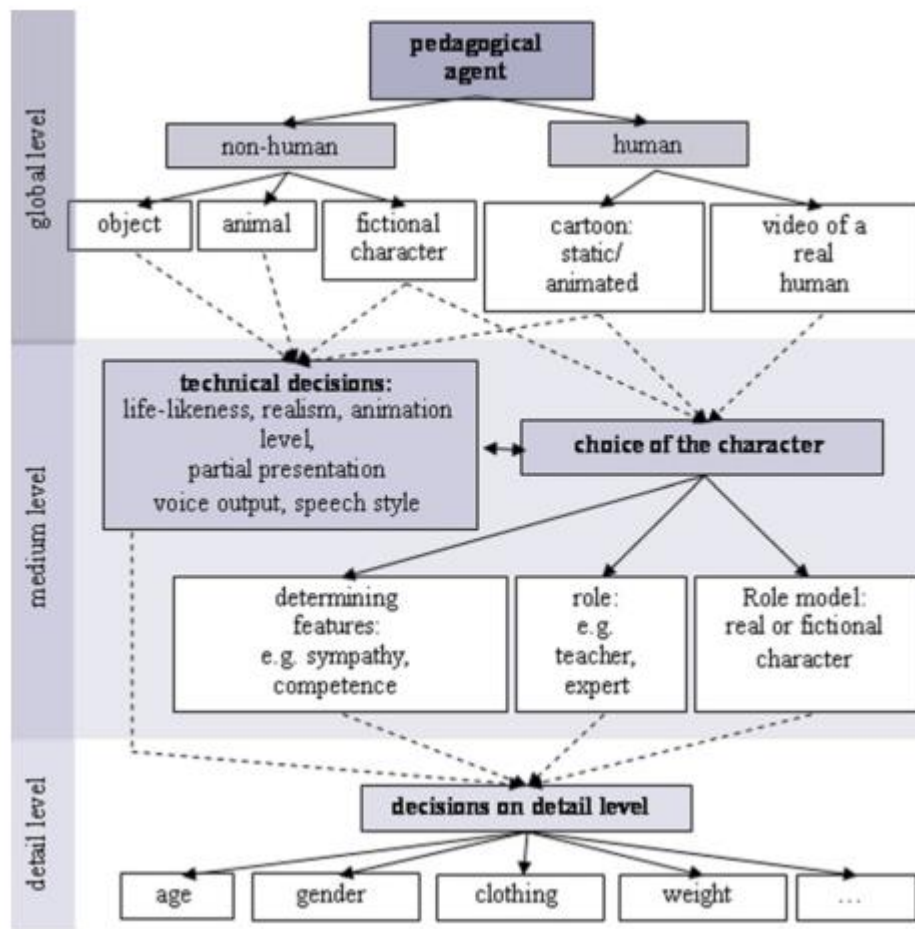 pedagogical
agent
global level
non-human
human
object
animal
fictional
character
cartoon:
static/
animated
video of a
real
human
medium level
technical decisions:
life-likeness, realism, animation
level,
partial presentation
voice output, speech style
choice of the character
determining
features:
e.g. sympathy,
competence
role:
e.g.
teacher,
expert
Role model:
real or fictional
character
detail level
decisions on detail level
age
gender
clothing
weight
...